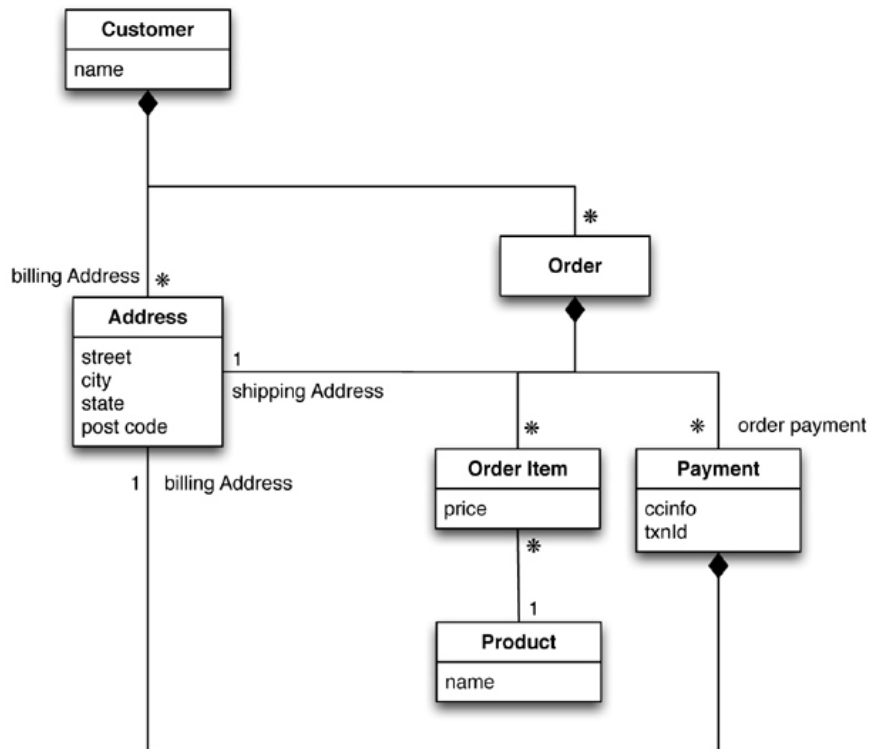 Customer
name
*
Order
billing Address
*
Address
street
city
state
post code
1
shipping Address
*
*
order payment
1
billing Address
Order Item
price
Payment
ccinfo
txnId
*
1
Product
name